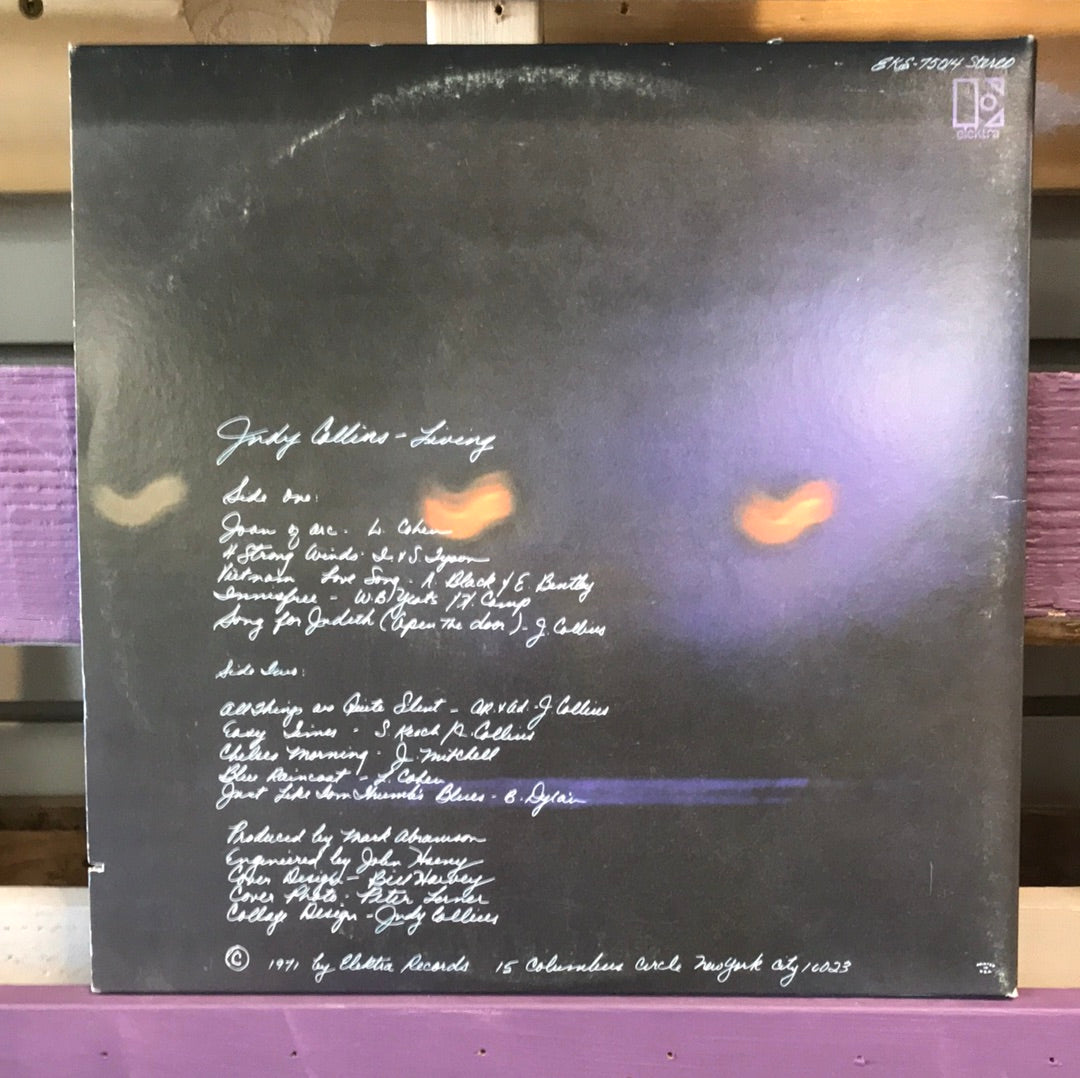 EKS-75014 Stereo
elektra
Judy Collins - Living
Side One:
Joan of arc - L. Cohen
4 Strong Winds - I. & S. Tyson
Vietnam Love Song - A. Black / E. Bentley
Innisfree - W.B. Yeats / H. Camp
Song for Judith (Open The door) - J. Collins
Side Two:
All Things are Quite Silent - AR. & Ad. J. Collins
Easy Times - S. Keach / J. Collins
Chelsea Morning - J. Mitchell
Blue Raincoat - L. Cohen
Just Like Tom Thumb's Blues - B. Dylan
Produced by Mark Abramson
Engineered by John Haeny
Cover Design - Bill Harvey
Cover Photo: Peter Lerner
Collage Design - Judy Collins
© 1971 by Elektra Records 15 Columbus Circle New York City 10023